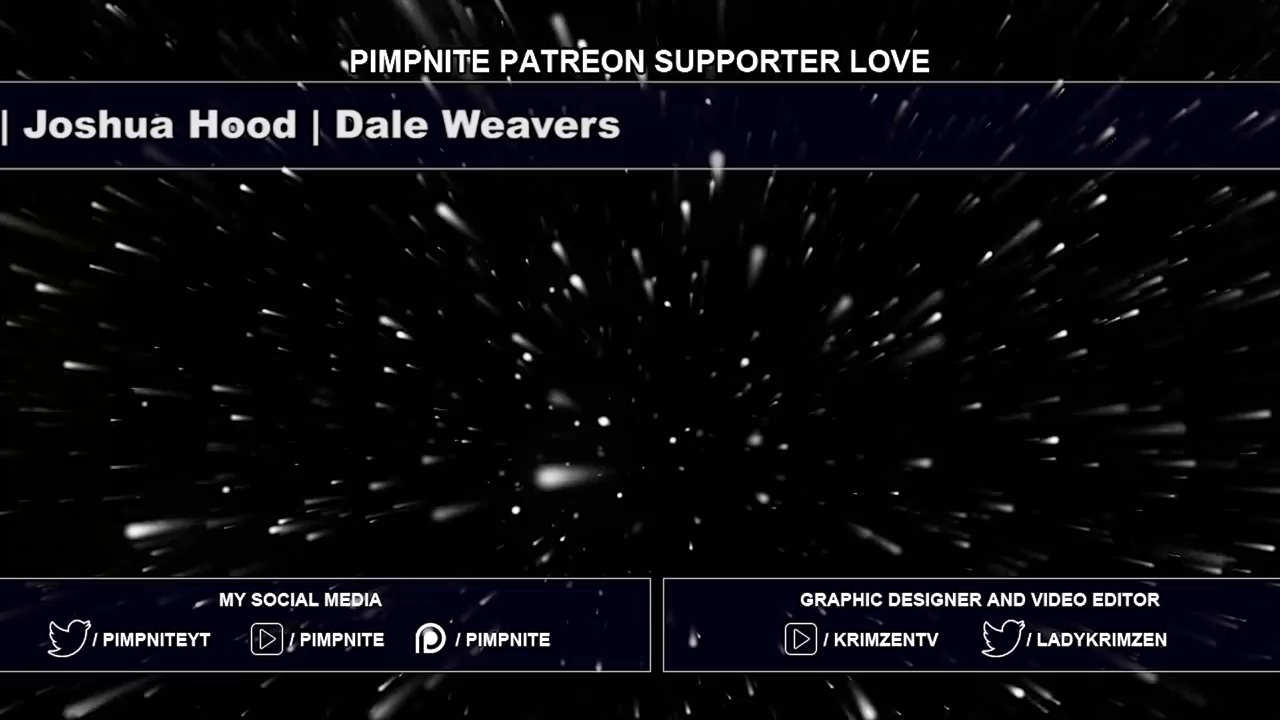 PIMPNITE PATREON SUPPORTER LOVE
| Joshua Hood | Dale Weavers
MY SOCIAL MEDIA
/ PIMPNITEYT / PIMPNITE / PIMPNITE
GRAPHIC DESIGNER AND VIDEO EDITOR
/ KRIMZENTV / LADYKRIMZEN